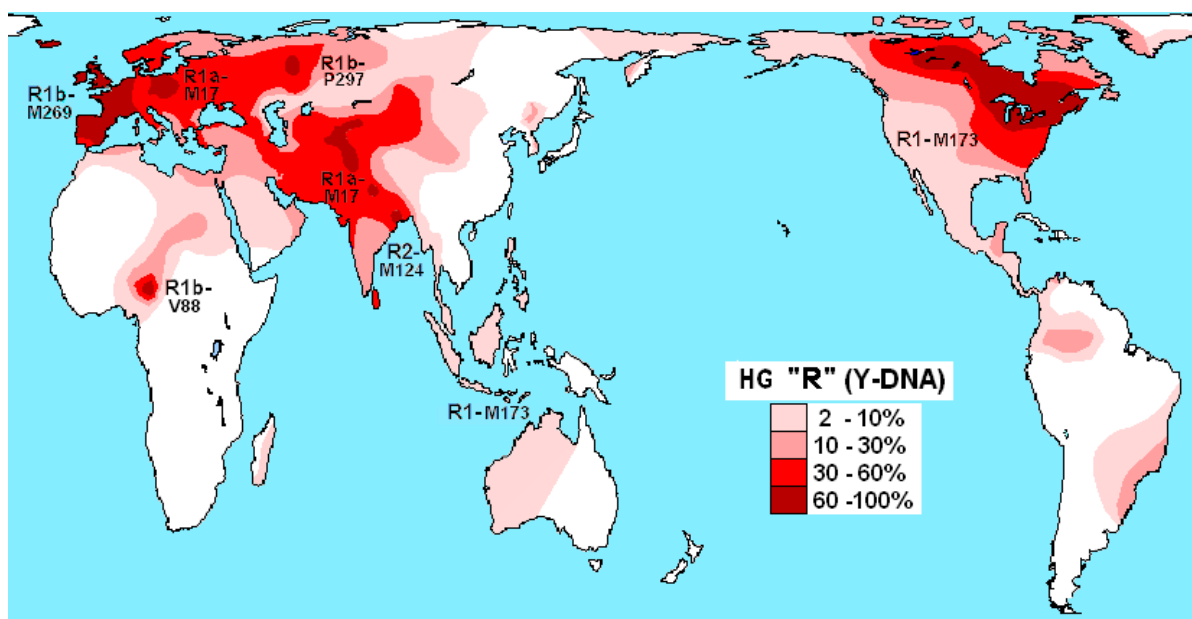 R1b-
M269
R1a-
M17
R1b-
P297
R1-M173
R1a-
M17
R2-
M124
R1b-
V88
R1-M173
HG "R" (Y-DNA)
2 - 10%
10 - 30%
30 - 60%
60 -100%